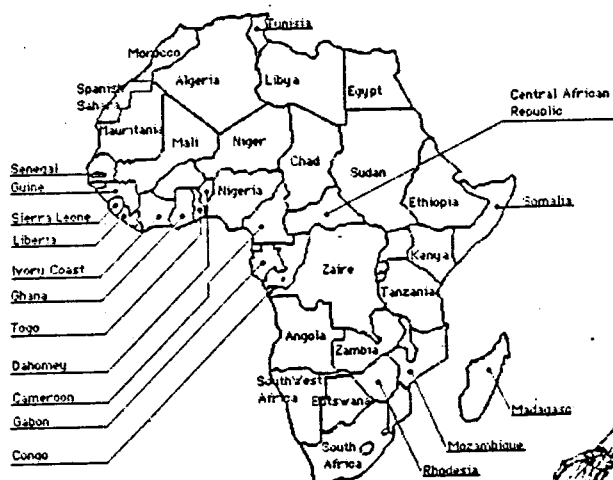 Tunisia
Morocco
Spanish
Sahara
Algeria
Libya
Egypt
Central African
Republic
Mauritania
Mali
Niger
Chad
Sudan
Senegal
Guine
Nigeria
Ethiopia
Somalia
Sierra Leone
Liberia
Ivory Coast
Ghana
Togo
Dahomey
Cameroon
Gabon
Congo
Zaire
Kanya
Tanzania
Angola
Zambia
South West
Africa
Botswana
South
Africa
Rhodesia
Mozambique
Madagasc